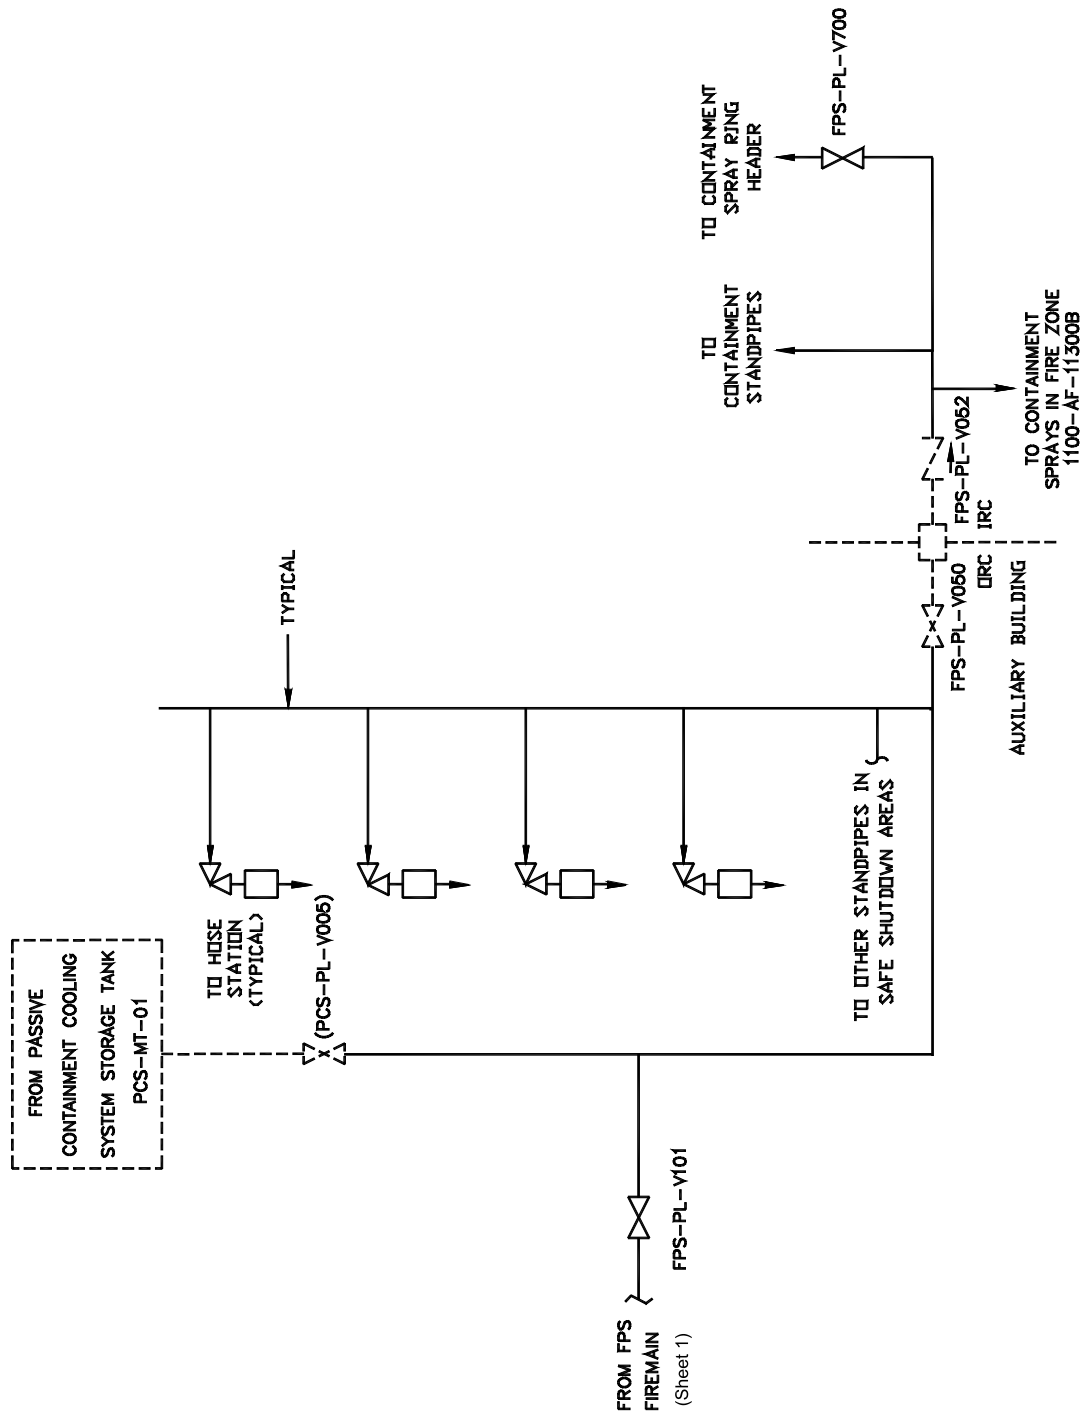 FROM PASSIVE
CONTAINMENT COOLING
SYSTEM STORAGE TANK
PCS-MT-01
(PCS-PL-V005)
TO HOSE
STATION
(TYPICAL)
TYPICAL
FROM FPS
FIREMAIN
(Sheet 1)
FPS-PL-V101
TO OTHER STANDPIPES IN
SAFE SHUTDOWN AREAS
FPS-PL-V050
ORC
IRC
AUXILIARY BUILDING
FPS-PL-V052
TO
CONTAINMENT
STANDPIPES
TO CONTAINMENT
SPRAY RING
HEADER
FPS-PL-V700
TO CONTAINMENT
SPRAYS IN FIRE ZONE
1100-AF-11300B